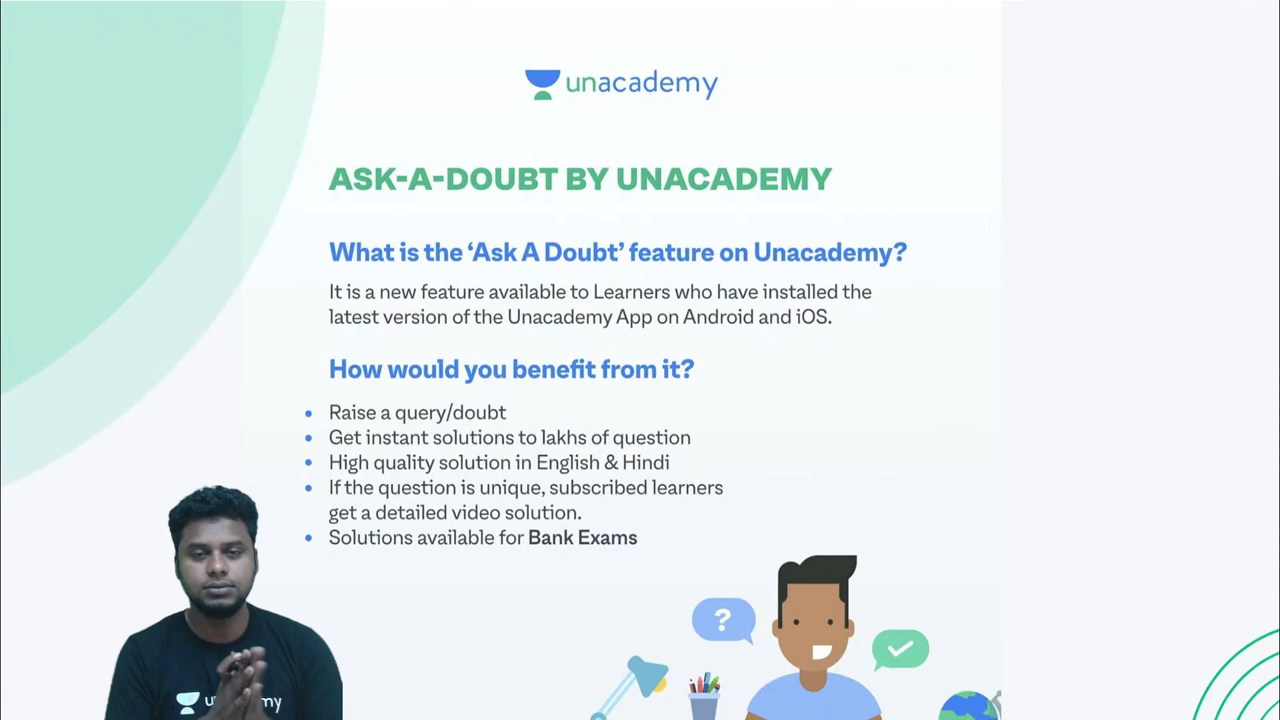 unacademy
ASK-A-DOUBT BY UNACADEMY
What is the ‘Ask A Doubt’ feature on Unacademy?
It is a new feature available to Learners who have installed the
latest version of the Unacademy App on Android and iOS.
How would you benefit from it?
• Raise a query/doubt
• Get instant solutions to lakhs of question
• High quality solution in English & Hindi
• If the question is unique, subscribed learners
get a detailed video solution.
• Solutions available for Bank Exams
?